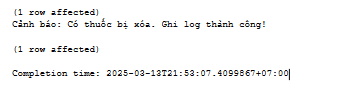 (1 row affected)
Cảnh báo: Có thuốc bị xóa. Ghi log thành công!
(1 row affected)
Completion time: 2025-03-13T21:53:07.4099867+07:00